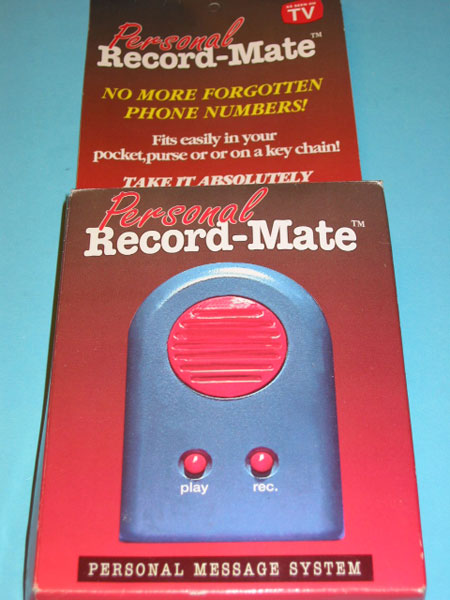 AS SEEN ON
TV
Personal
Record-Mate™
NO MORE FORGOTTEN
PHONE NUMBERS!
Fits easily in your
pocket,purse or or on a key chain!
TAKE IT ABSOLUTELY
Personal
Record-Mate™
play rec.
PERSONAL MESSAGE SYSTEM